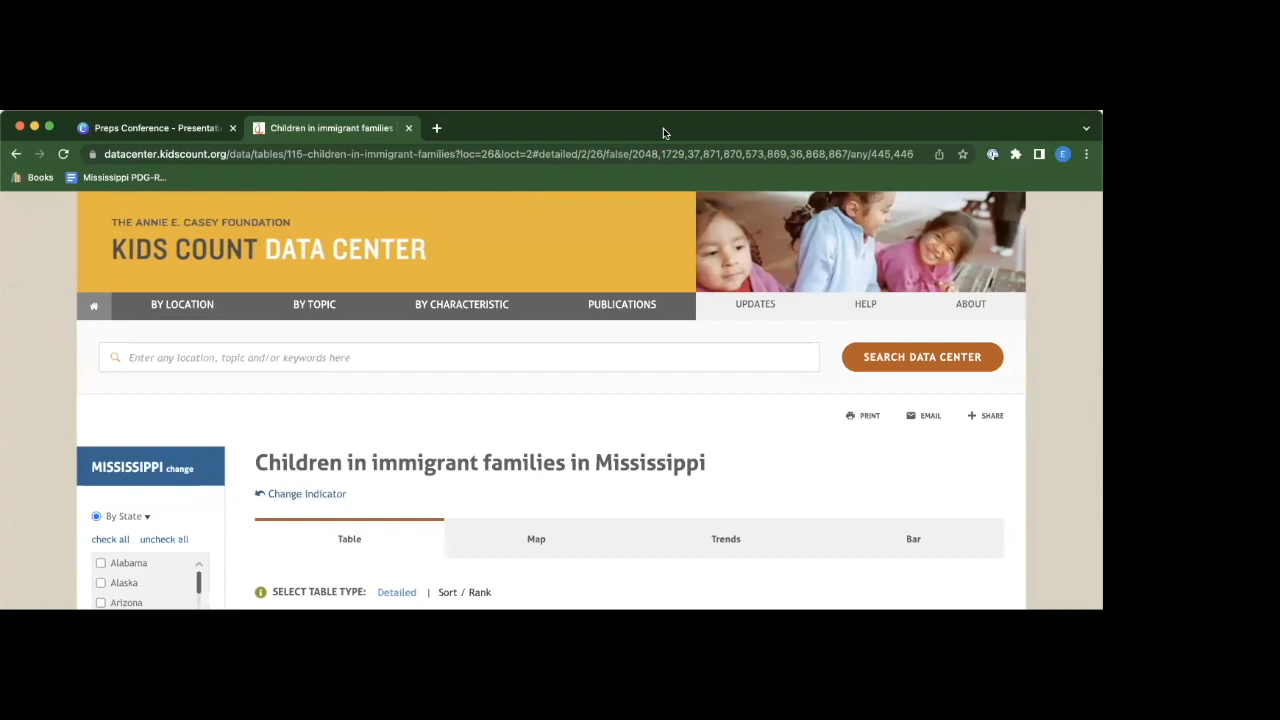 Preps Conference - Presentati
Children in immigrant families
datacenter.kidscount.org/data/tables/115-children-in-immigrant-families?loc=26&loct=2#detailed/2/26/false/2048,1729,37,871,870,573,869,36,868,867/any/445,446
E
Books
Mississippi PDG-R...
THE ANNIE E. CASEY FOUNDATION
KIDS COUNT DATA CENTER
BY LOCATION BY TOPIC BY CHARACTERISTIC PUBLICATIONS UPDATES HELP ABOUT
Enter any location, topic and/or keywords here
SEARCH DATA CENTER
PRINT EMAIL SHARE
MISSISSIPPI change
Children in immigrant families in Mississippi
Change Indicator
By State
check all uncheck all
Table Map Trends Bar
Alabama
Alaska
Arizona
SELECT TABLE TYPE: Detailed | Sort / Rank